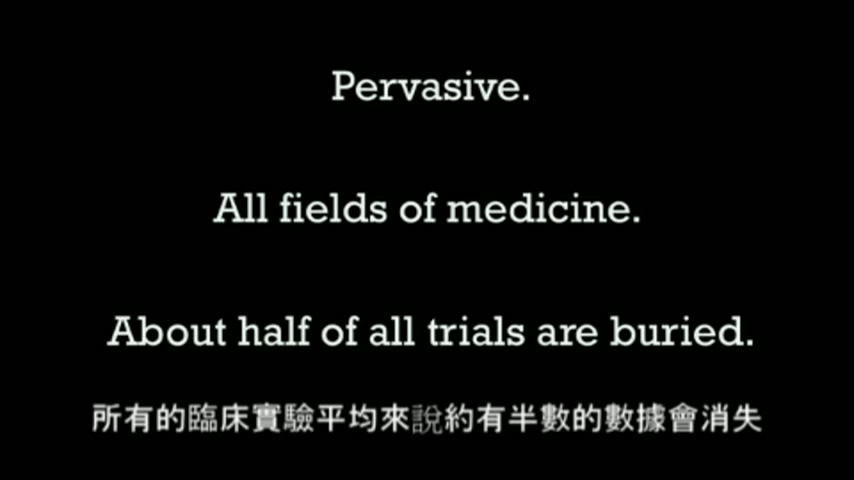 Pervasive.
All fields of medicine.
About half of all trials are buried.
所有的臨床實驗平均來說約有半數的數據會消失